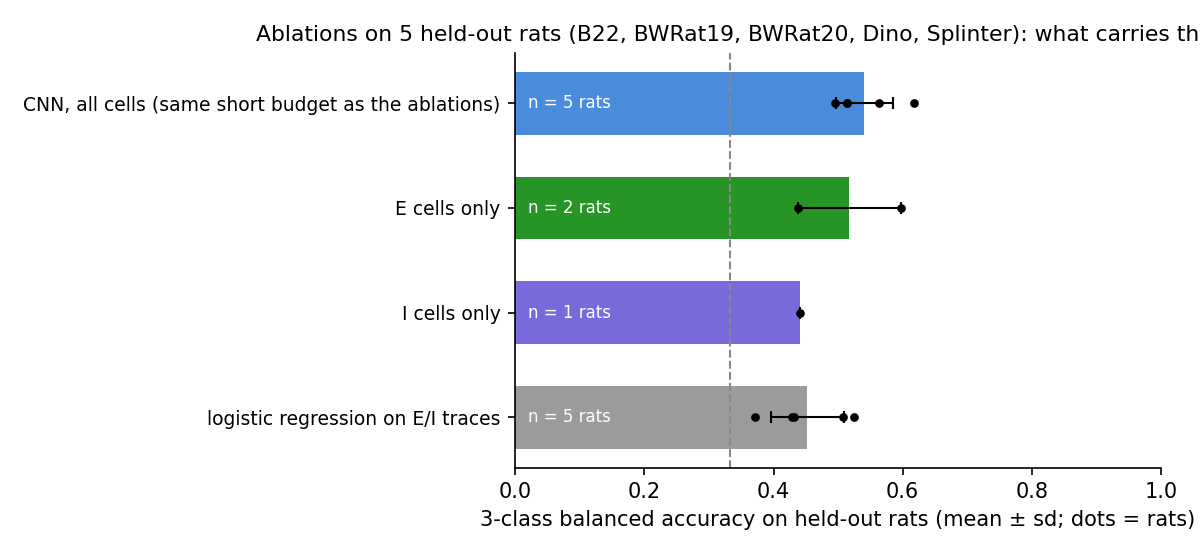 Ablations on 5 held-out rats (B22, BWRat19, BWRat20, Dino, Splinter): what carries th
CNN, all cells (same short budget as the ablations)
n = 5 rats
E cells only
n = 2 rats
I cells only
n = 1 rats
logistic regression on E/I traces
n = 5 rats
0.0 0.2 0.4 0.6 0.8 1.0
3-class balanced accuracy on held-out rats (mean ± sd; dots = rats)